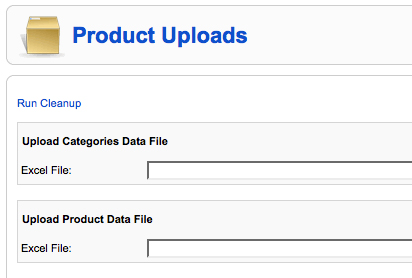 Product Uploads
Run Cleanup
Upload Categories Data File
Excel File:
Upload Product Data File
Excel File: